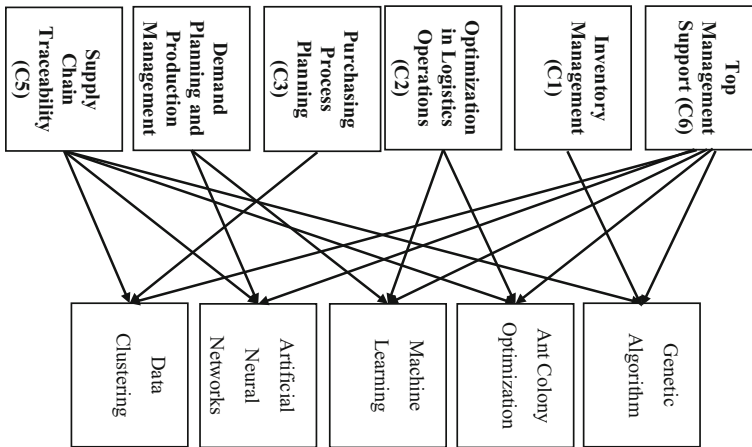 Supply
Chain
Traceability
(C5)
Demand
Planning and
Production
Management
Purchasing
Process
Planning
(C3)
Optimization
in Logistics
Operations
(C2)
Inventory
Management
(C1)
Top
Management
Support (C6)
Data
Clustering
Artificial
Neural
Networks
Machine
Learning
Ant Colony
Optimization
Genetic
Algorithm